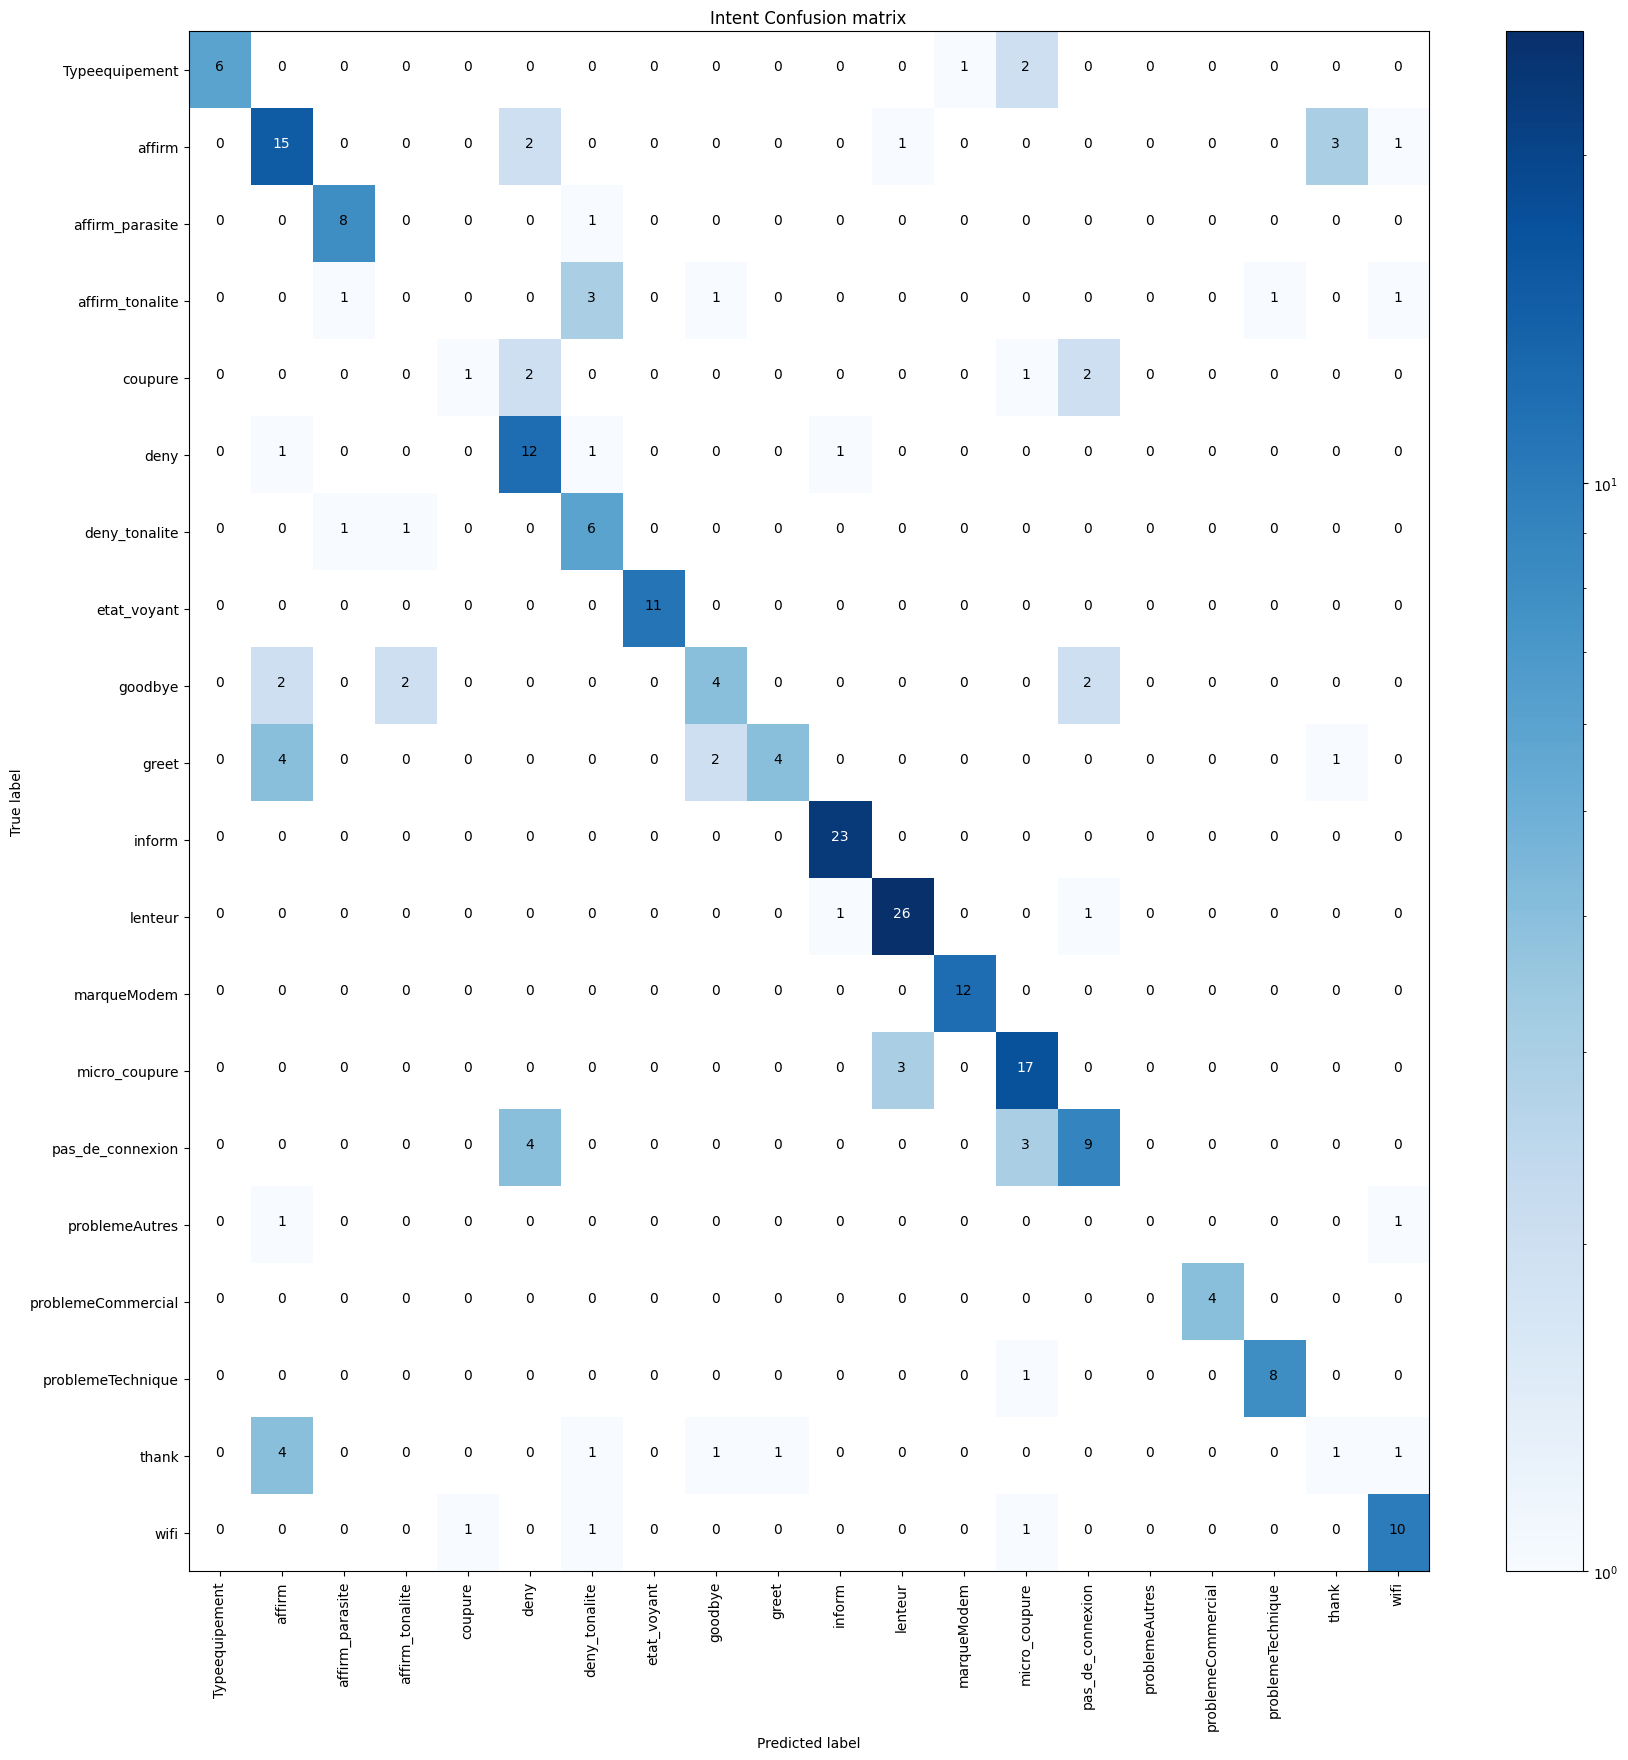 Intent Confusion matrix
True label
Typeequipement 6 0 0 0 0 0 0 0 0 0 0 0 1 2 0 0 0 0 0 0
affirm 0 15 0 0 0 2 0 0 0 0 0 1 0 0 0 0 0 0 3 1
affirm_parasite 0 0 8 0 0 0 1 0 0 0 0 0 0 0 0 0 0 0 0 0
affirm_tonalite 0 0 1 0 0 0 3 0 1 0 0 0 0 0 0 0 0 1 0 1
coupure 0 0 0 0 1 2 0 0 0 0 0 0 0 1 2 0 0 0 0 0
deny 0 1 0 0 0 12 1 0 0 0 1 0 0 0 0 0 0 0 0 0
deny_tonalite 0 0 1 1 0 0 6 0 0 0 0 0 0 0 0 0 0 0 0 0
etat_voyant 0 0 0 0 0 0 0 11 0 0 0 0 0 0 0 0 0 0 0 0
goodbye 0 2 0 2 0 0 0 0 4 0 0 0 0 0 2 0 0 0 0 0
greet 0 4 0 0 0 0 0 0 2 4 0 0 0 0 0 0 0 0 1 0
inform 0 0 0 0 0 0 0 0 0 0 23 0 0 0 0 0 0 0 0 0
lenteur 0 0 0 0 0 0 0 0 0 0 1 26 0 0 1 0 0 0 0 0
marqueModem 0 0 0 0 0 0 0 0 0 0 0 0 12 0 0 0 0 0 0 0
micro_coupure 0 0 0 0 0 0 0 0 0 0 0 3 0 17 0 0 0 0 0 0
pas_de_connexion 0 0 0 0 0 4 0 0 0 0 0 0 0 3 9 0 0 0 0 0
problemeAutres 0 1 0 0 0 0 0 0 0 0 0 0 0 0 0 0 0 0 0 1
problemeCommercial 0 0 0 0 0 0 0 0 0 0 0 0 0 0 0 0 4 0 0 0
problemeTechnique 0 0 0 0 0 0 0 0 0 0 0 0 0 1 0 0 0 8 0 0
thank 0 4 0 0 0 0 1 0 1 1 0 0 0 0 0 0 0 0 1 1
wifi 0 0 0 0 1 0 1 0 0 0 0 0 0 1 0 0 0 0 0 10
Typeequipement
affirm
affirm_parasite
affirm_tonalite
coupure
deny
deny_tonalite
etat_voyant
goodbye
greet
inform
lenteur
marqueModem
micro_coupure
pas_de_connexion
problemeAutres
problemeCommercial
problemeTechnique
thank
wifi
Predicted label
10¹
10⁰